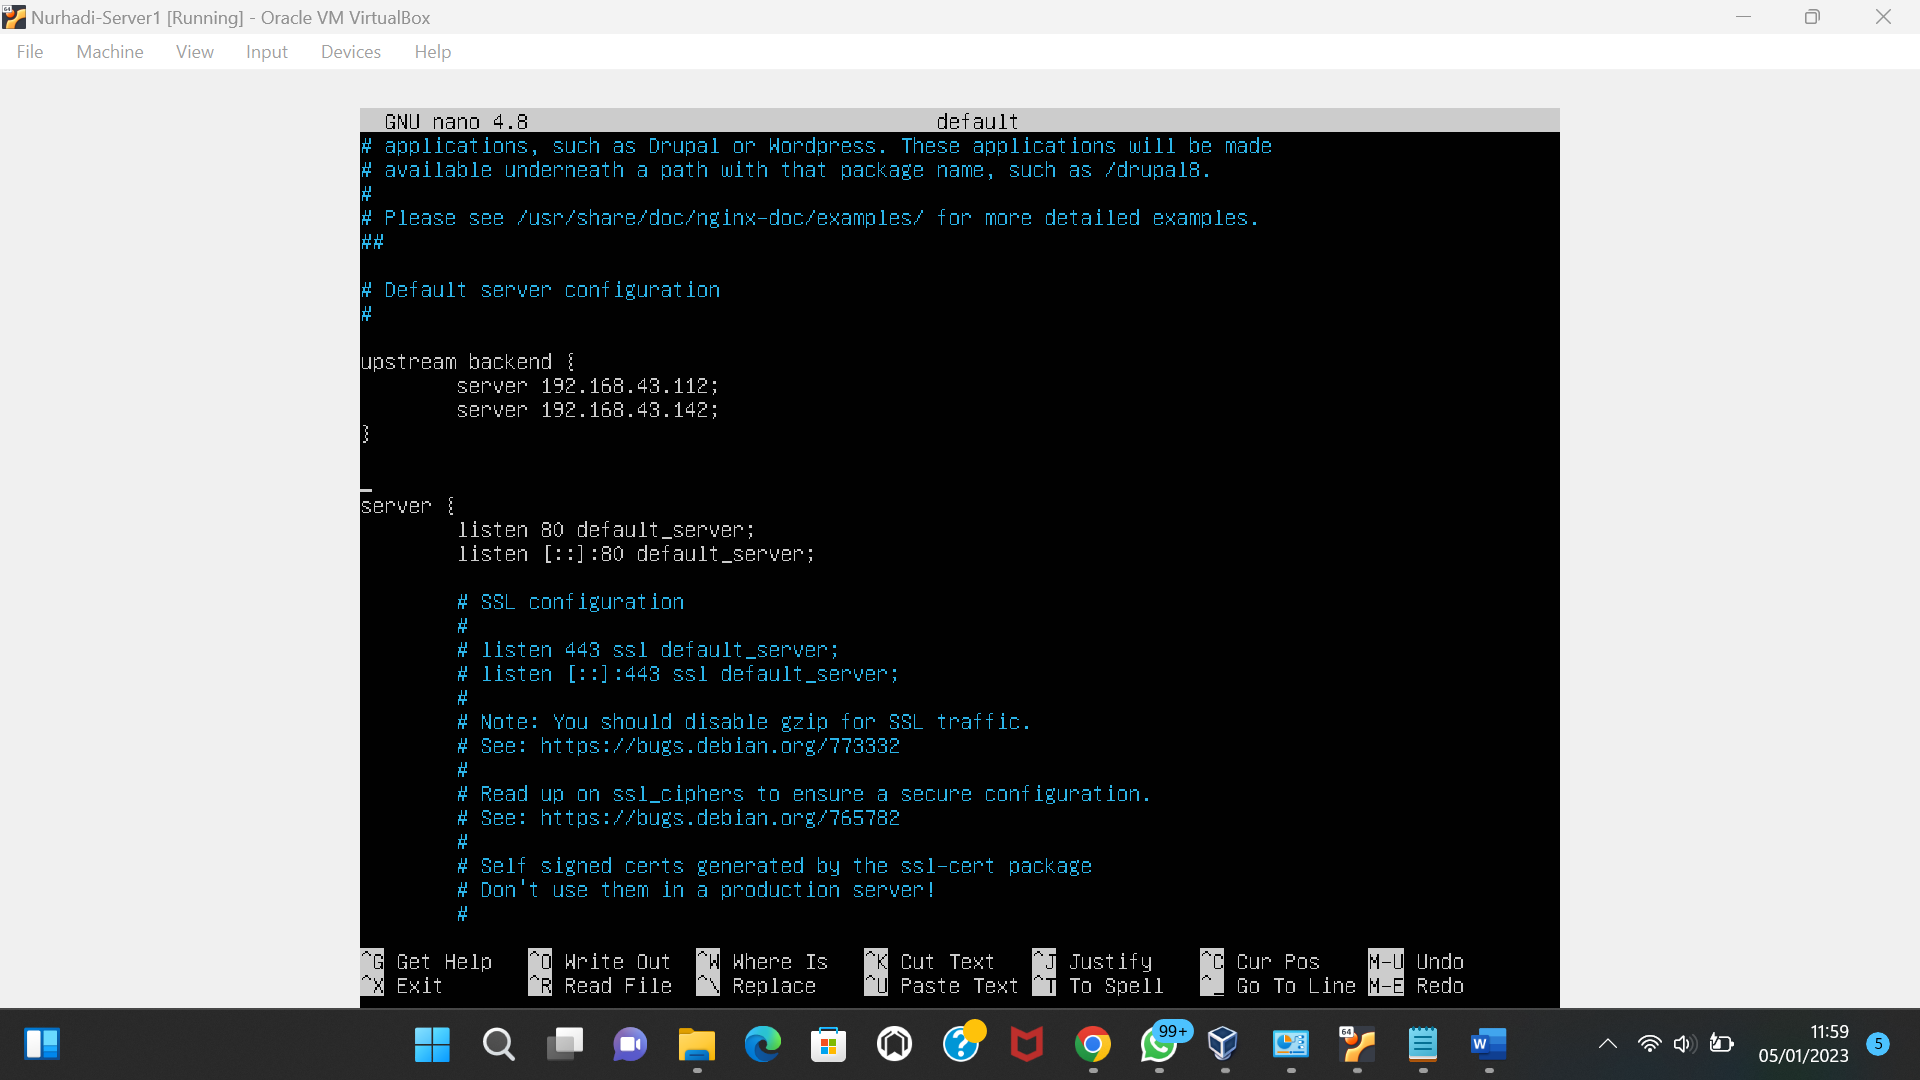 Nurhadi-Server1 [Running] - Oracle VM VirtualBox
File Machine View Input Devices Help
GNU nano 4.8 default
# applications, such as Drupal or Wordpress. These applications will be made
# available underneath a path with that package name, such as /drupal8.
#
# Please see /usr/share/doc/nginx-doc/examples/ for more detailed examples.
##
# Default server configuration
#
upstream backend {
server 192.168.43.112;
server 192.168.43.142;
}
server {
listen 80 default_server;
listen [::]:80 default_server;
# SSL configuration
#
# listen 443 ssl default_server;
# listen [::]:443 ssl default_server;
#
# Note: You should disable gzip for SSL traffic.
# See: https://bugs.debian.org/773332
#
# Read up on ssl_ciphers to ensure a secure configuration.
# See: https://bugs.debian.org/765782
#
# Self signed certs generated by the ssl-cert package
# Don't use them in a production server!
#
^G Get Help ^O Write Out ^W Where Is ^K Cut Text ^J Justify ^C Cur Pos M-U Undo
^X Exit ^R Read File ^\ Replace ^U Paste Text ^T To Spell ^_ Go To Line M-E Redo
99+
64
W
11:59
05/01/2023
5